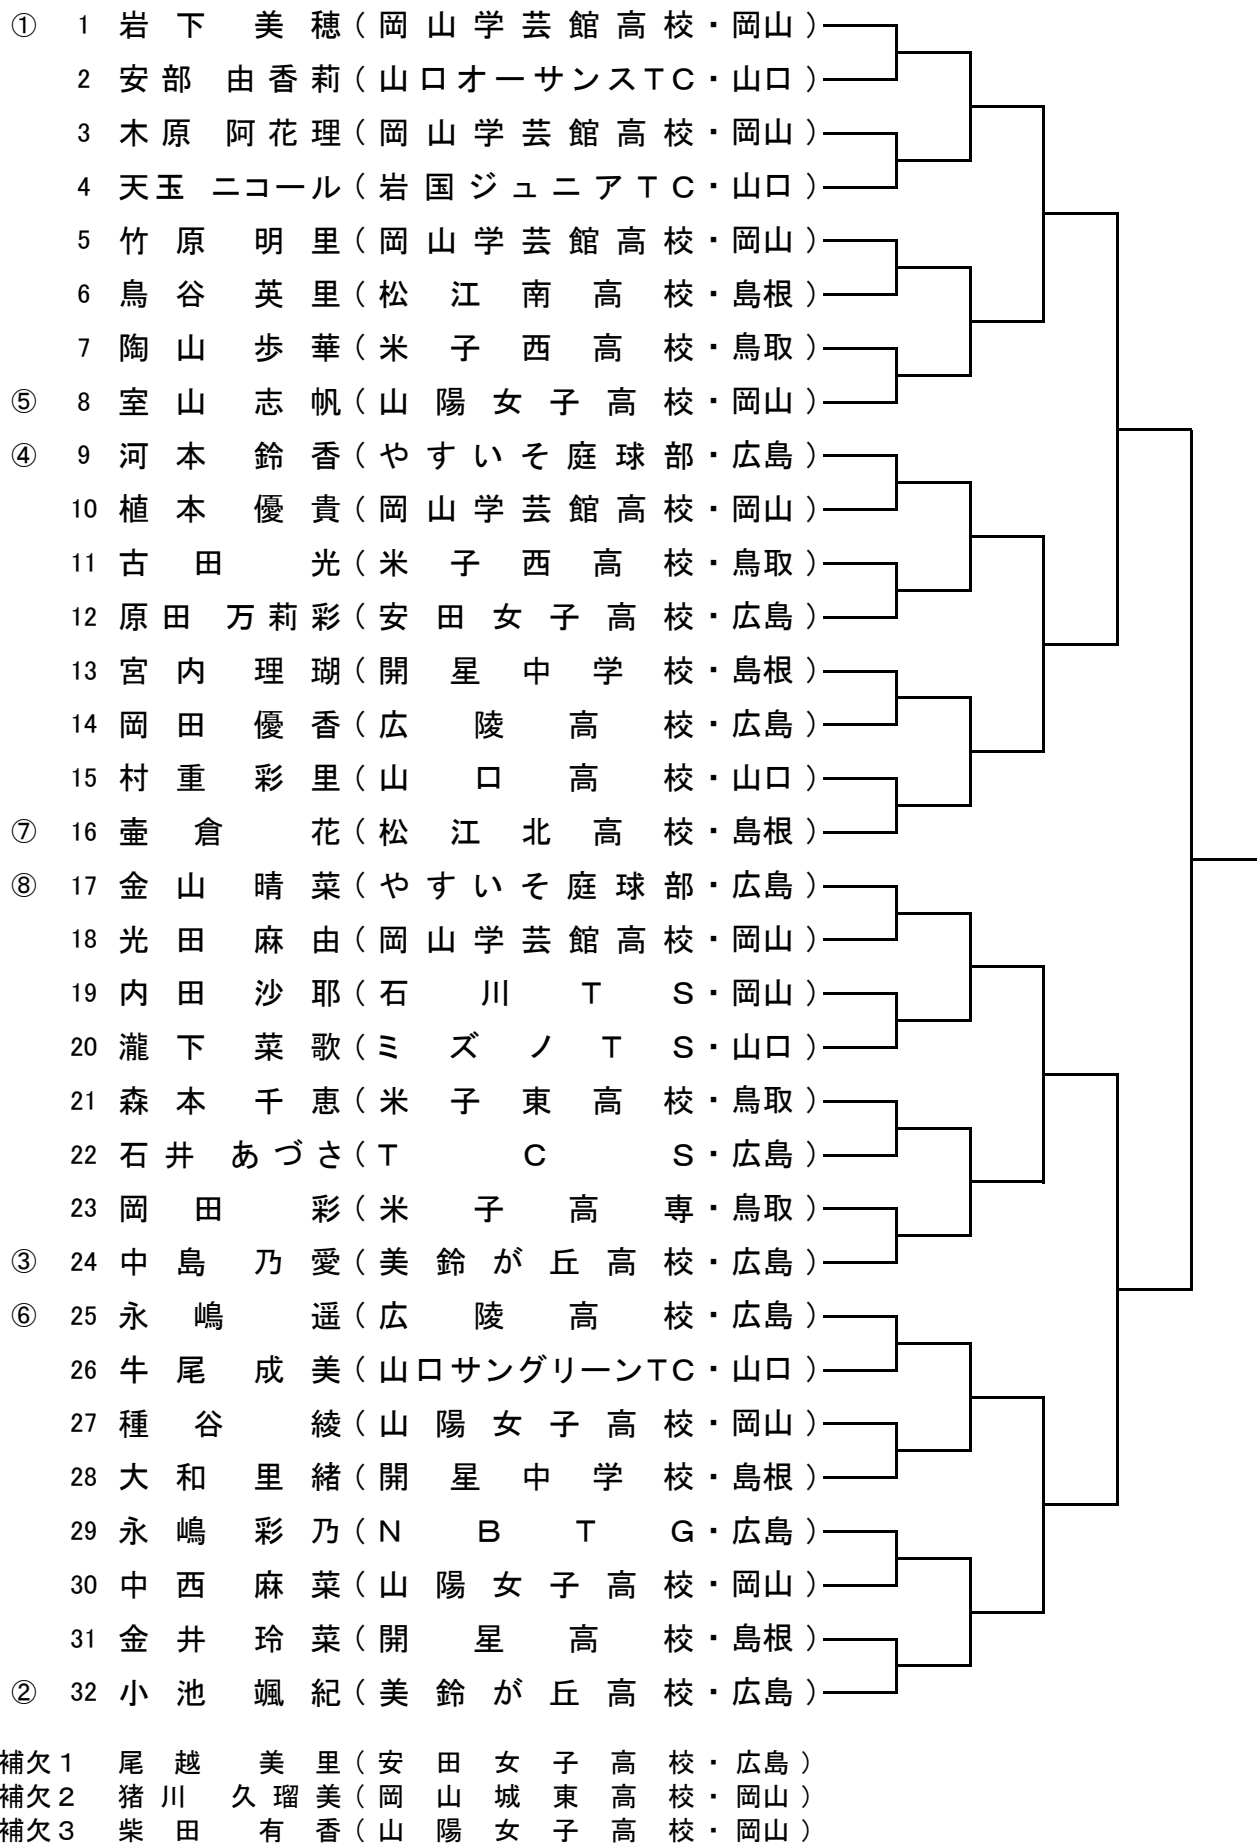 ① 1 岩下 美穂(岡山学芸館高校・岡山)
2 安部 由香莉(山口オーサンスTC・山口)
3 木原 阿花理(岡山学芸館高校・岡山)
4 天玉 ニコール(岩国ジュニアTC・山口)
5 竹原 明里(岡山学芸館高校・岡山)
6 鳥谷 英里(松江南高校・島根)
7 陶山 歩華(米子西高校・鳥取)
⑤ 8 室山 志帆(山陽女子高校・岡山)
④ 9 河本 鈴香(やすいそ庭球部・広島)
10 植本 優貴(岡山学芸館高校・岡山)
11 古田 光(米子西高校・鳥取)
12 原田 万莉彩(安田女子高校・広島)
13 宮内 理瑚(開星中学校・島根)
14 岡田 優香(広陵高校・広島)
15 村重 彩里(山口高校・山口)
⑦ 16 壷倉 花(松江北高校・島根)
⑧ 17 金山 晴菜(やすいそ庭球部・広島)
18 光田 麻由(岡山学芸館高校・岡山)
19 内田 沙耶(石川TS・岡山)
20 瀧下 菜歌(ミズノTS・山口)
21 森本 千恵(米子東高校・鳥取)
22 石井 あづさ(TCS・広島)
23 岡田 彩(米子高専・鳥取)
③ 24 中島 乃愛(美鈴が丘高校・広島)
⑥ 25 永嶋 遥(広陵高校・広島)
26 牛尾 成美(山口サングリーンTC・山口)
27 種谷 綾(山陽女子高校・岡山)
28 大和 里緒(開星中学校・島根)
29 永嶋 彩乃(NBTG・広島)
30 中西 麻菜(山陽女子高校・岡山)
31 金井 玲菜(開星高校・島根)
② 32 小池 颯紀(美鈴が丘高校・広島)
補欠1 尾越 美里(安田女子高校・広島)
補欠2 猪川 久瑠美(岡山城東高校・岡山)
補欠3 柴田 有香(山陽女子高校・岡山)